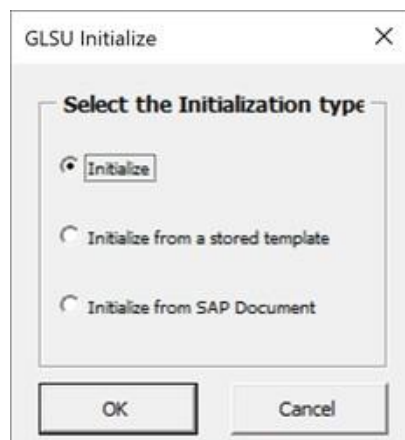 GLSU Initialize
Select the Initialization type
Initialize
Initialize from a stored template
Initialize from SAP Document
OK
Cancel